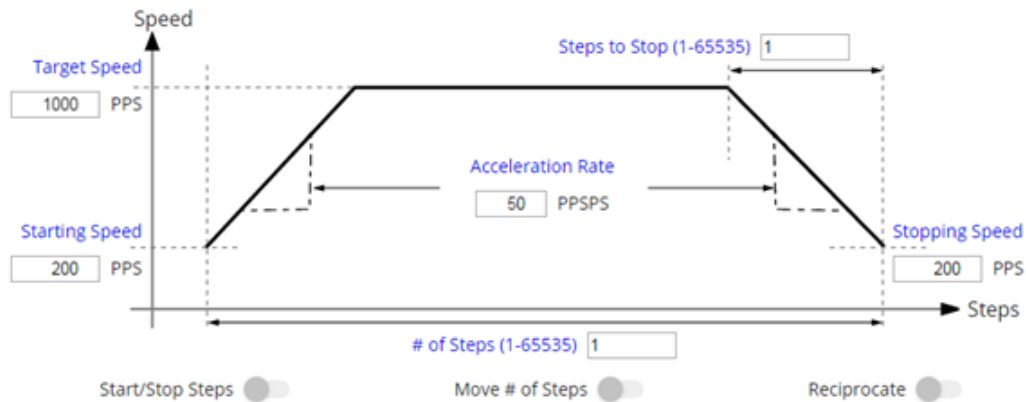 Speed
Steps to Stop (1-65535) 1
Target Speed
1000 PPS
Acceleration Rate
50 PPSPS
Starting Speed
200 PPS
Stopping Speed
200 PPS
Steps
# of Steps (1-65535) 1
Start/Stop Steps
Move # of Steps
Reciprocate